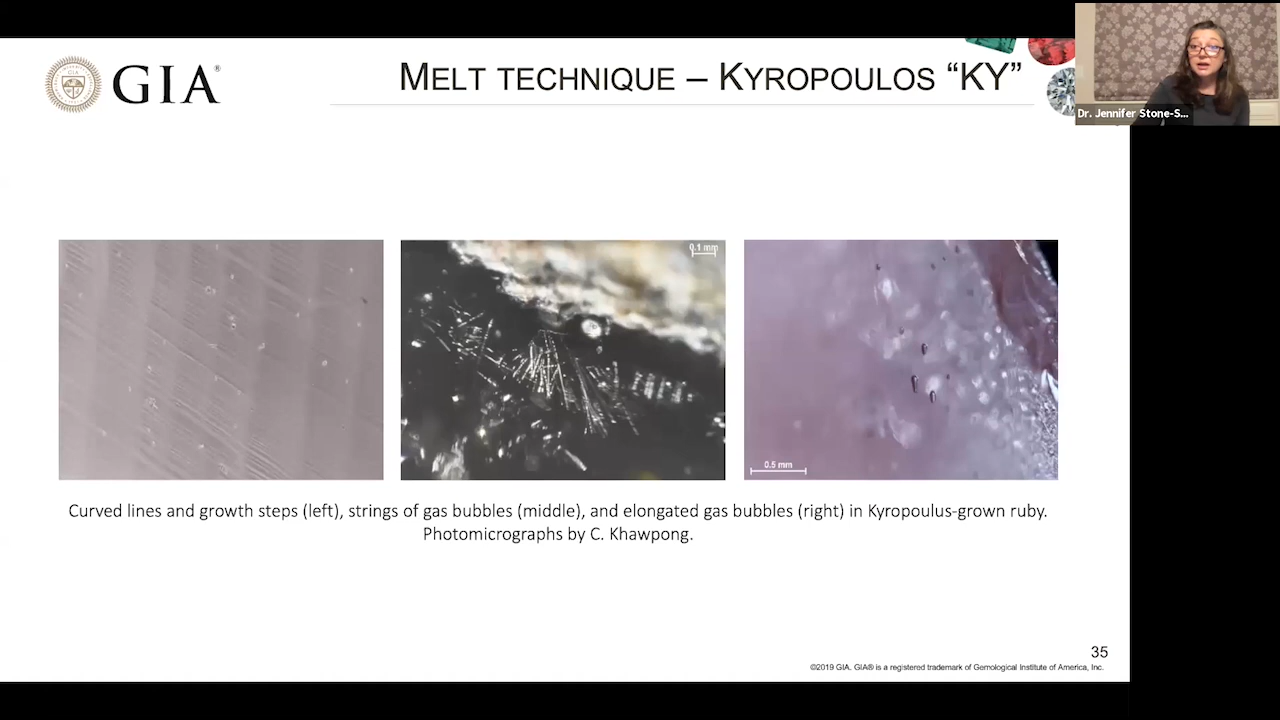 GIA®
MELT TECHNIQUE – KYROPOULOS “KY”
Dr. Jennifer Stone-S...
0.1 mm
0.5 mm
Curved lines and growth steps (left), strings of gas bubbles (middle), and elongated gas bubbles (right) in Kyropoulus-grown ruby.
Photomicrographs by C. Khawpong.
35
©2019 GIA. GIA® is a registered trademark of Gemological Institute of America, Inc.